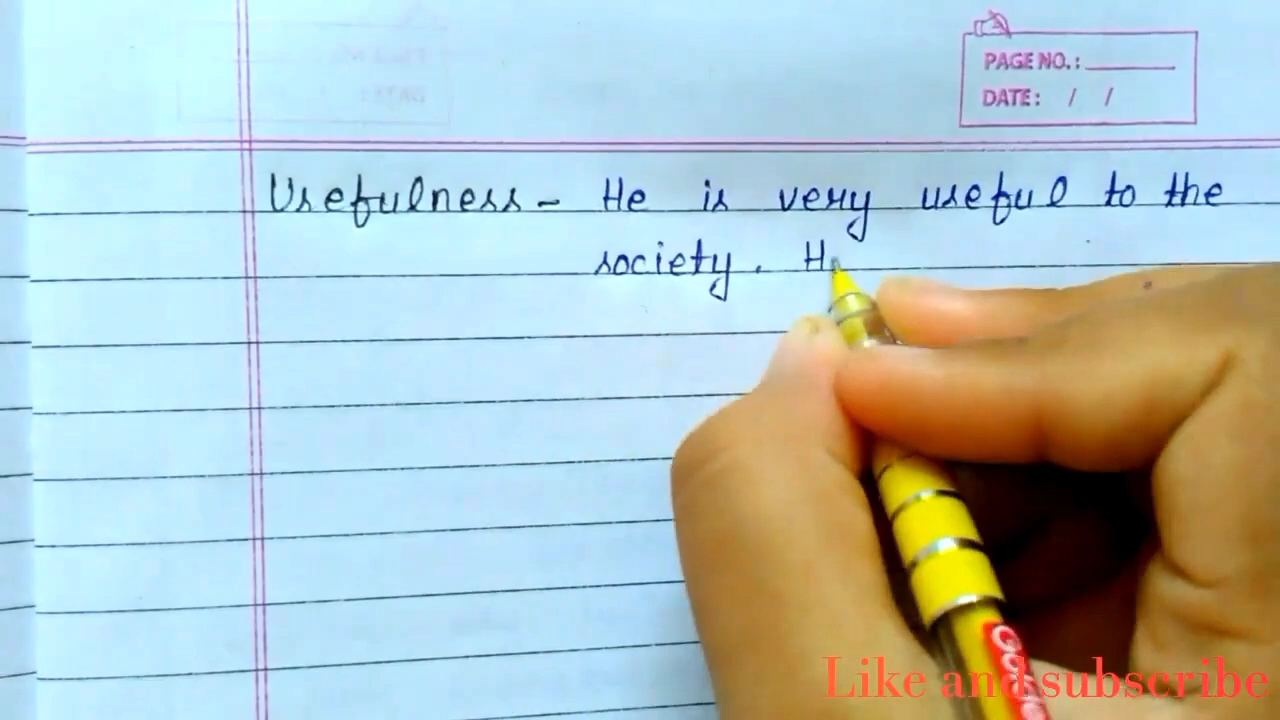 PAGE NO.:
DATE: / /
Usefulness - He is very useful to the
society. H
Like and subscribe